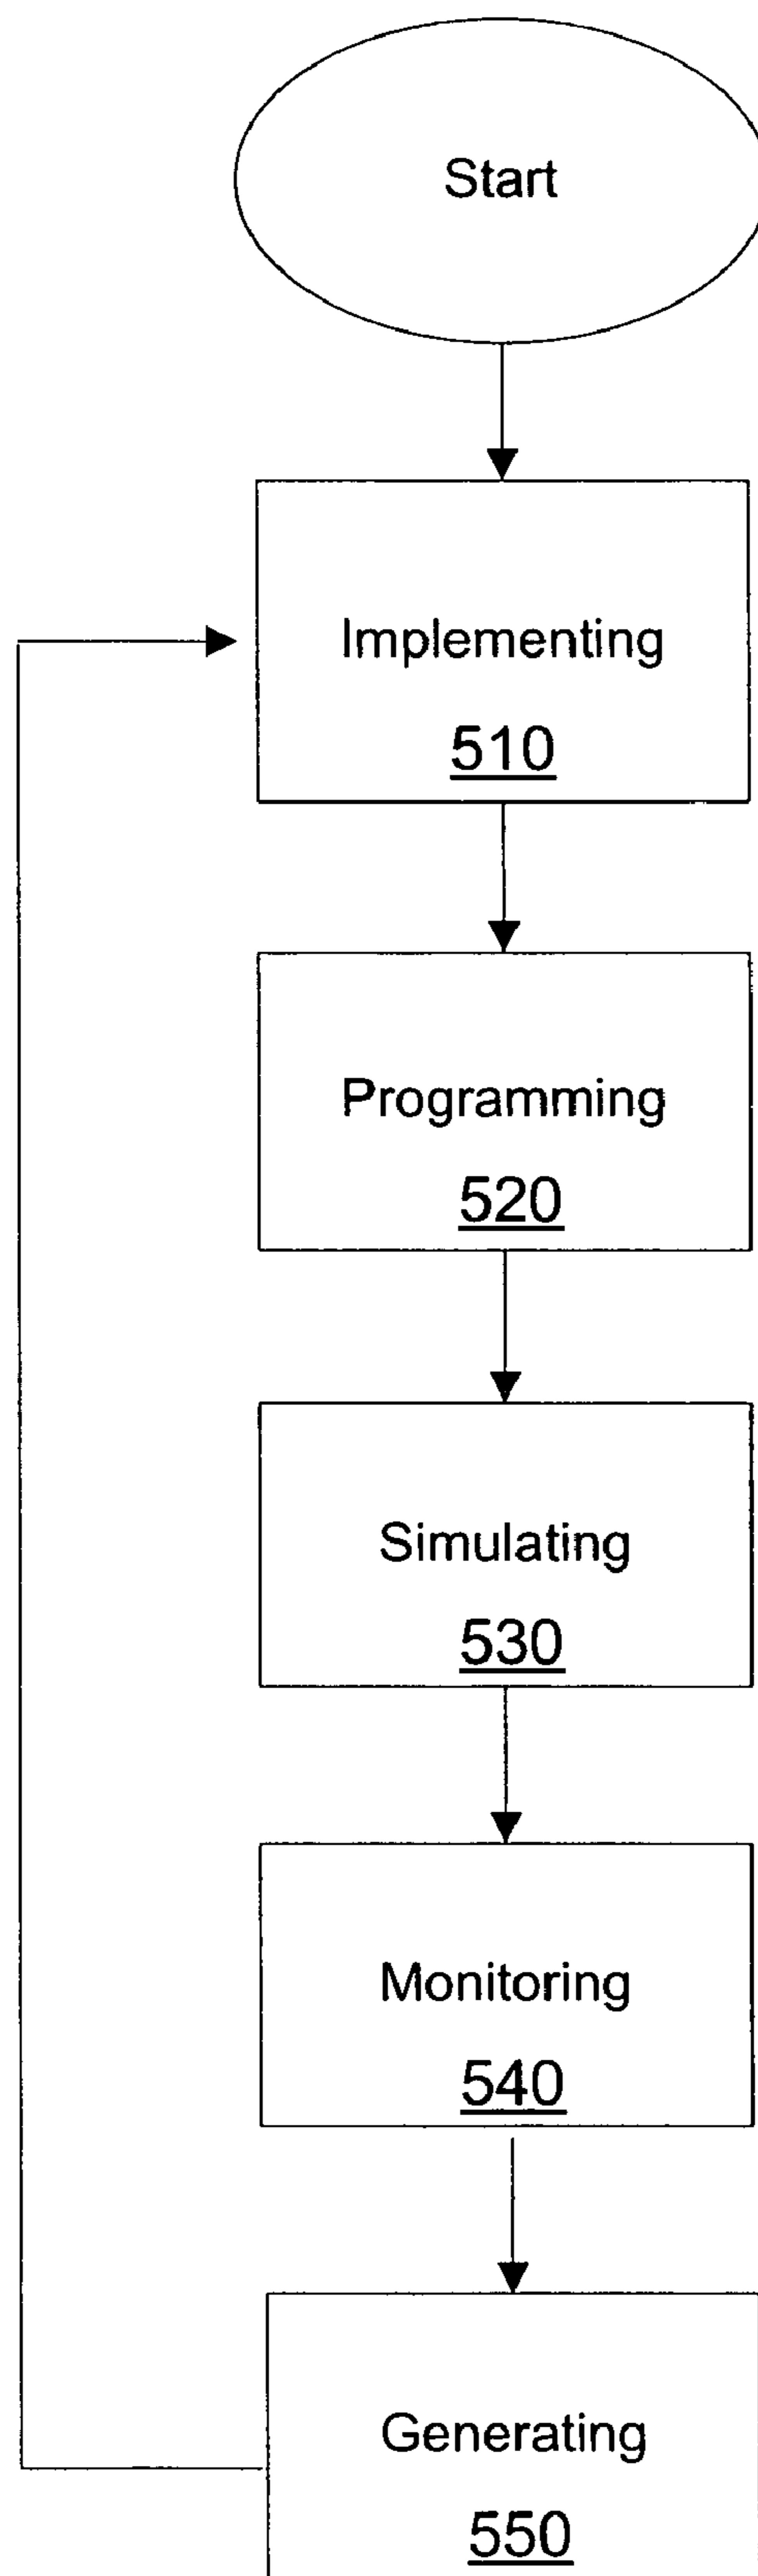 Start
Implementing
510
Programming
520
Simulating
530
Monitoring
540
Generating
550